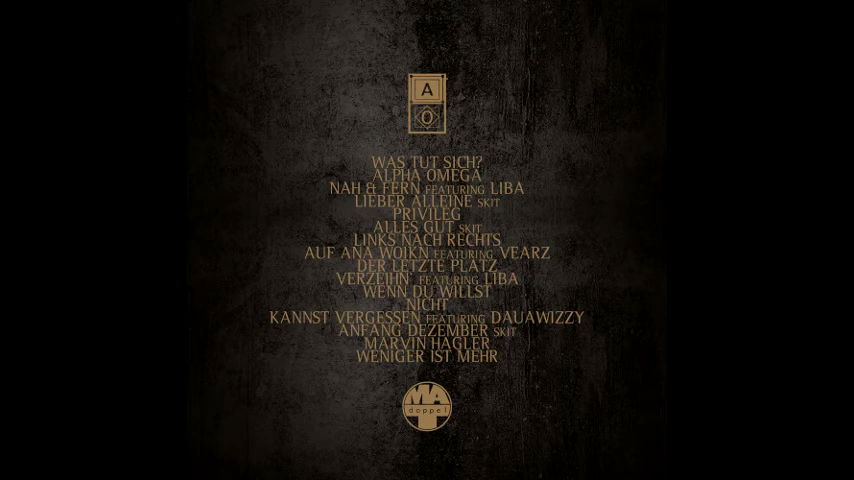 A
O
WAS TUT SICH?
ALPHA OMEGA
NAH & FERN FEATURING LIBA
LIEBER ALLEINE SKIT
PRIVILEG
ALLES GUT SKIT
LINKS NACH RECHTS
AUF ANA WOIKN FEATURING VEARZ
DER LETZTE PLATZ
VERZEIHN' FEATURING LIBA
WENN DU WILLST
NICHT
KANNST VERGESSEN FEATURING DAUAWIZZY
ANFANG DEZEMBER SKIT
MARVIN HAGLER
WENIGER IST MEHR
MA
doppel
T